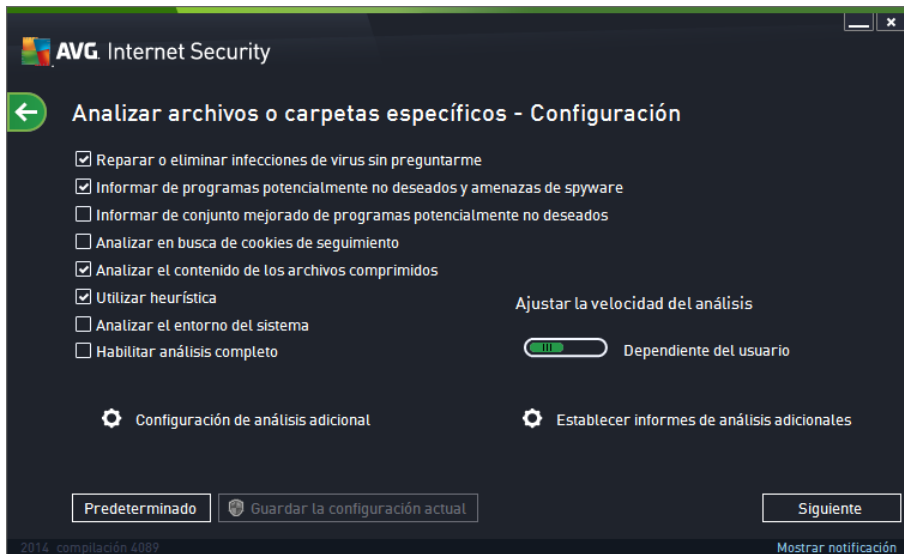 AVG. Internet Security
Analizar archivos o carpetas específicos - Configuración
Reparar o eliminar infecciones de virus sin preguntarme
Informar de programas potencialmente no deseados y amenazas de spyware
Informar de conjunto mejorado de programas potencialmente no deseados
Analizar en busca de cookies de seguimiento
Analizar el contenido de los archivos comprimidos
Utilizar heurística
Analizar el entorno del sistema
Habilitar análisis completo
Ajustar la velocidad del análisis
Dependiente del usuario
Configuración de análisis adicional
Establecer informes de análisis adicionales
Predeterminado
Guardar la configuración actual
Siguiente
2014 compilación 4089
Mostrar notificación